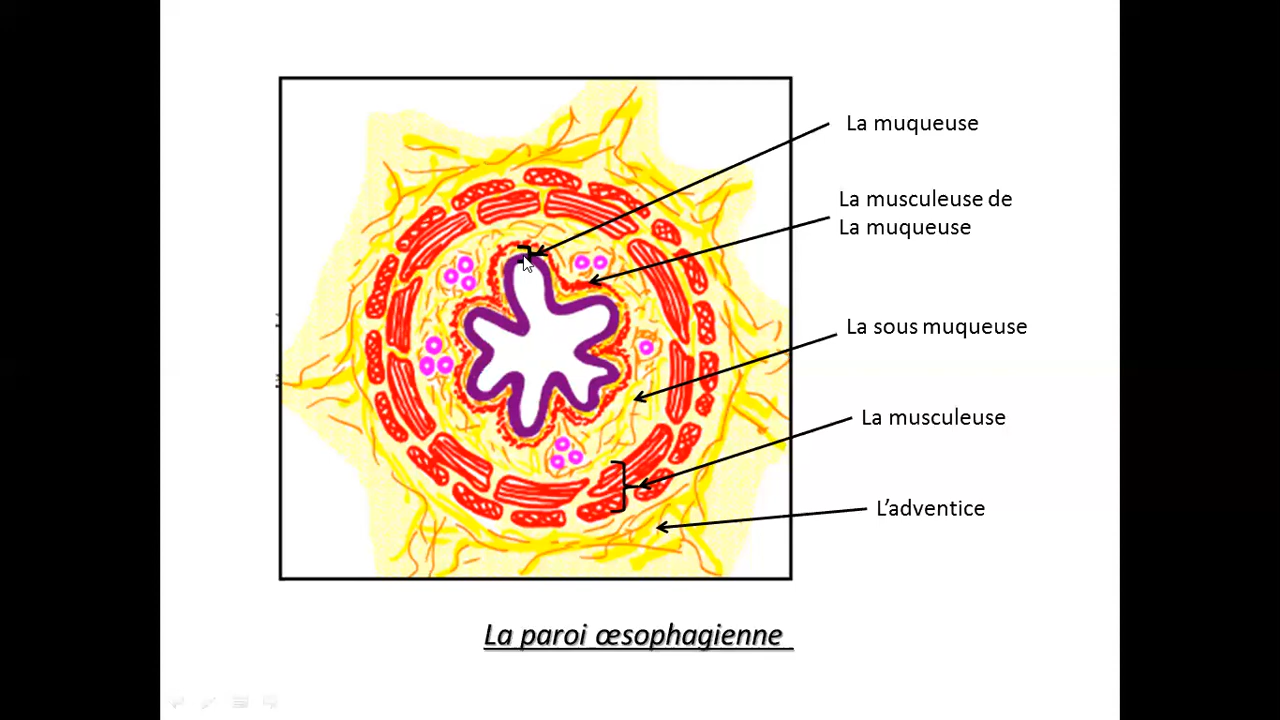 La muqueuse
La musculeuse de
La muqueuse
La sous muqueuse
La musculeuse
L’adventice
La paroi œsophagienne